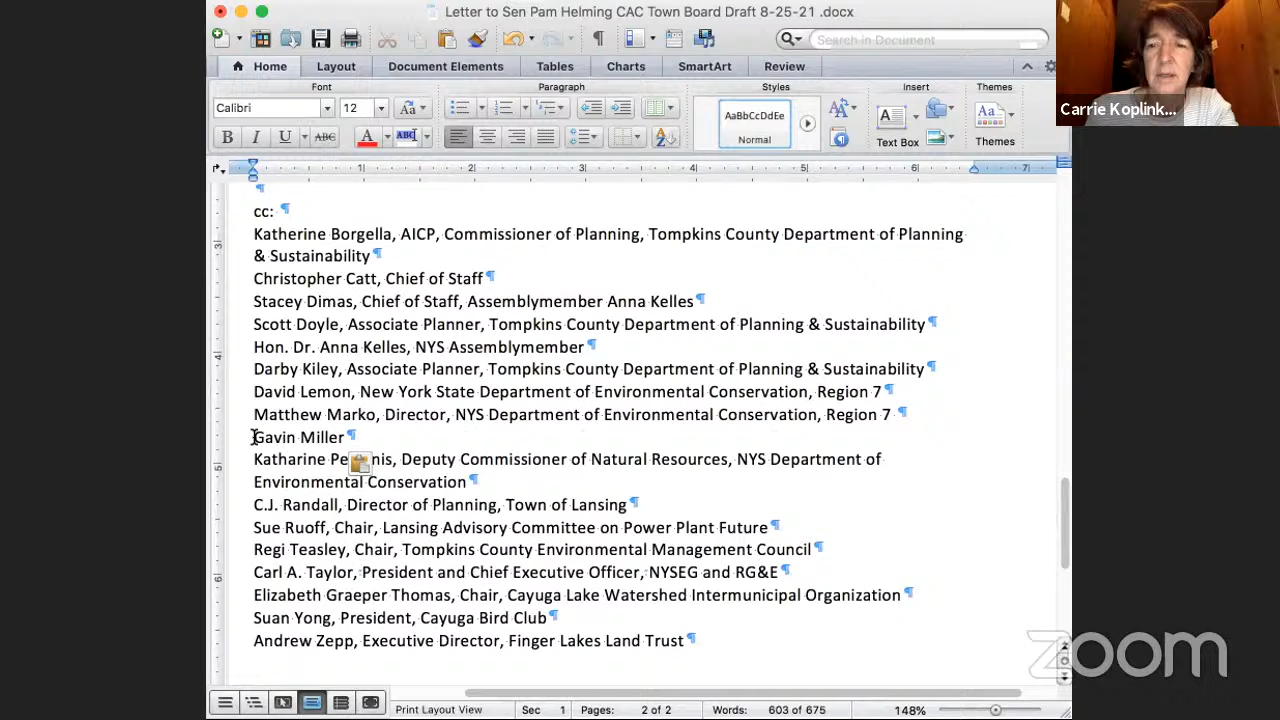 Letter to Sen Pam Helming CAC Town Board Draft 8-25-21 .docx
Search in Document
Home Layout Document Elements Tables Charts SmartArt Review
Font Paragraph Styles Insert Themes
Calibri 12 Aa
AaBbCcDdEe
Normal
B I U ABC A ABC
Text Box Themes
Carrie Koplink...
cc:
Katherine Borgella, AICP, Commissioner of Planning, Tompkins County Department of Planning
& Sustainability
Christopher Catt, Chief of Staff
Stacey Dimas, Chief of Staff, Assemblymember Anna Kelles
Scott Doyle, Associate Planner, Tompkins County Department of Planning & Sustainability
Hon. Dr. Anna Kelles, NYS Assemblymember
Darby Kiley, Associate Planner, Tompkins County Department of Planning & Sustainability
David Lemon, New York State Department of Environmental Conservation, Region 7
Matthew Marko, Director, NYS Department of Environmental Conservation, Region 7
Gavin Miller
Katharine Pe nis, Deputy Commissioner of Natural Resources, NYS Department of
Environmental Conservation
C.J. Randall, Director of Planning, Town of Lansing
Sue Ruoff, Chair, Lansing Advisory Committee on Power Plant Future
Regi Teasley, Chair, Tompkins County Environmental Management Council
Carl A. Taylor, President and Chief Executive Officer, NYSEG and RG&E
Elizabeth Graeper Thomas, Chair, Cayuga Lake Watershed Intermunicipal Organization
Suan Yong, President, Cayuga Bird Club
Andrew Zepp, Executive Director, Finger Lakes Land Trust
zoom
Print Layout View Sec 1 Pages: 2 of 2 Words: 603 of 675 148%